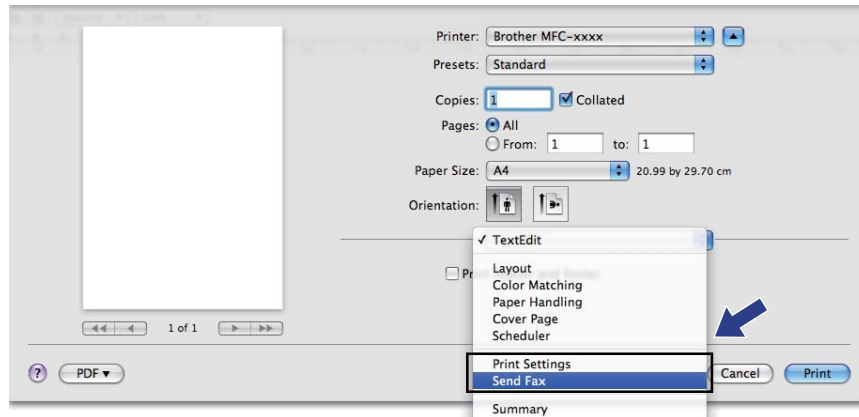 Printer: Brother MFC-xxxx
Presets: Standard
Copies: 1 Collated
Pages: All
From: 1 to: 1
Paper Size: A4 20.99 by 29.70 cm
Orientation:
✓ TextEdit
Layout
Color Matching
Paper Handling
Cover Page
Scheduler
1 of 1
Print Settings
Send Fax
Summary
? PDF▼ Cancel Print